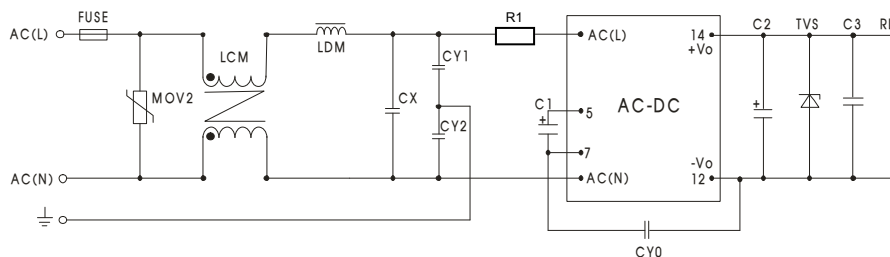 FUSE
AC(L)
LCM
LDM
MOV2
CX
CY1
CY2
R1
C1
+
AC(L)
5
AC-DC
7
AC(N)
14
+Vo
-Vo
12
C2
+
TVS
C3
AC(N)
CY0